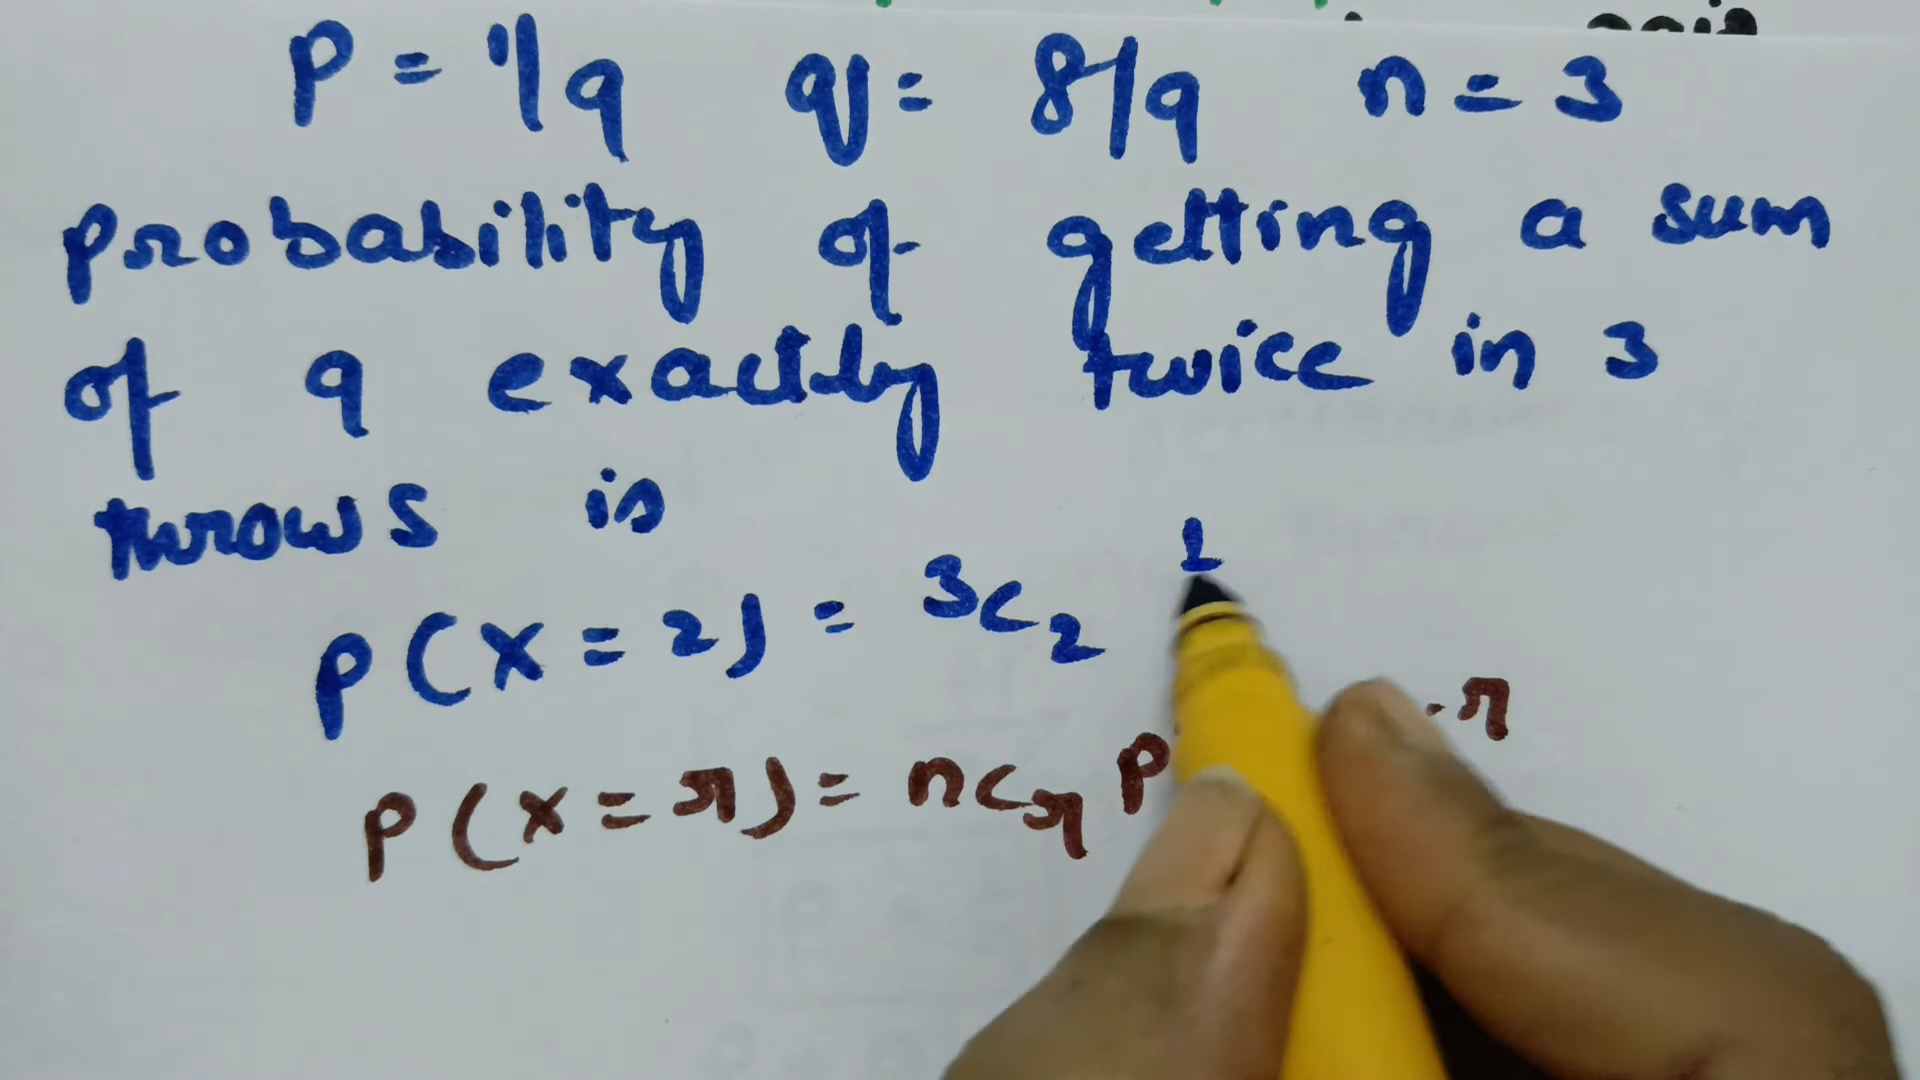 P = 1/9 q = 8/9 n = 3
probability of getting a sum
of 9 exactly twice in 3
throws is
P(X=2) = 3C2 1
P(X=r) = nCr P -r